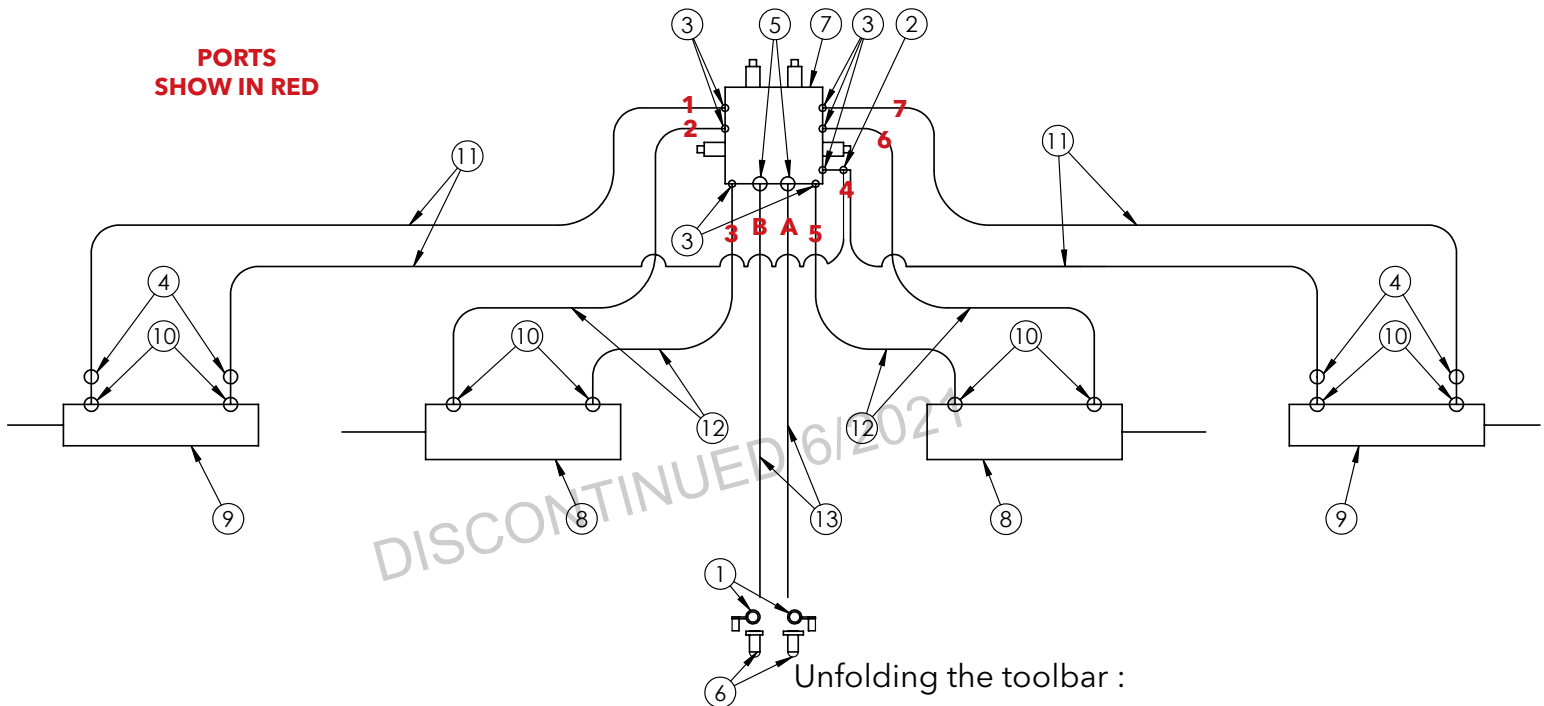 PORTS
SHOW IN RED
3 5 7 3 2
1 7
2 6
11 11
4
3 3 B A 5
4 4
10 10 10 10
12 12
DISCONTINUED 6/2021
9 8 13 8 9
1
6
Unfolding the toolbar :